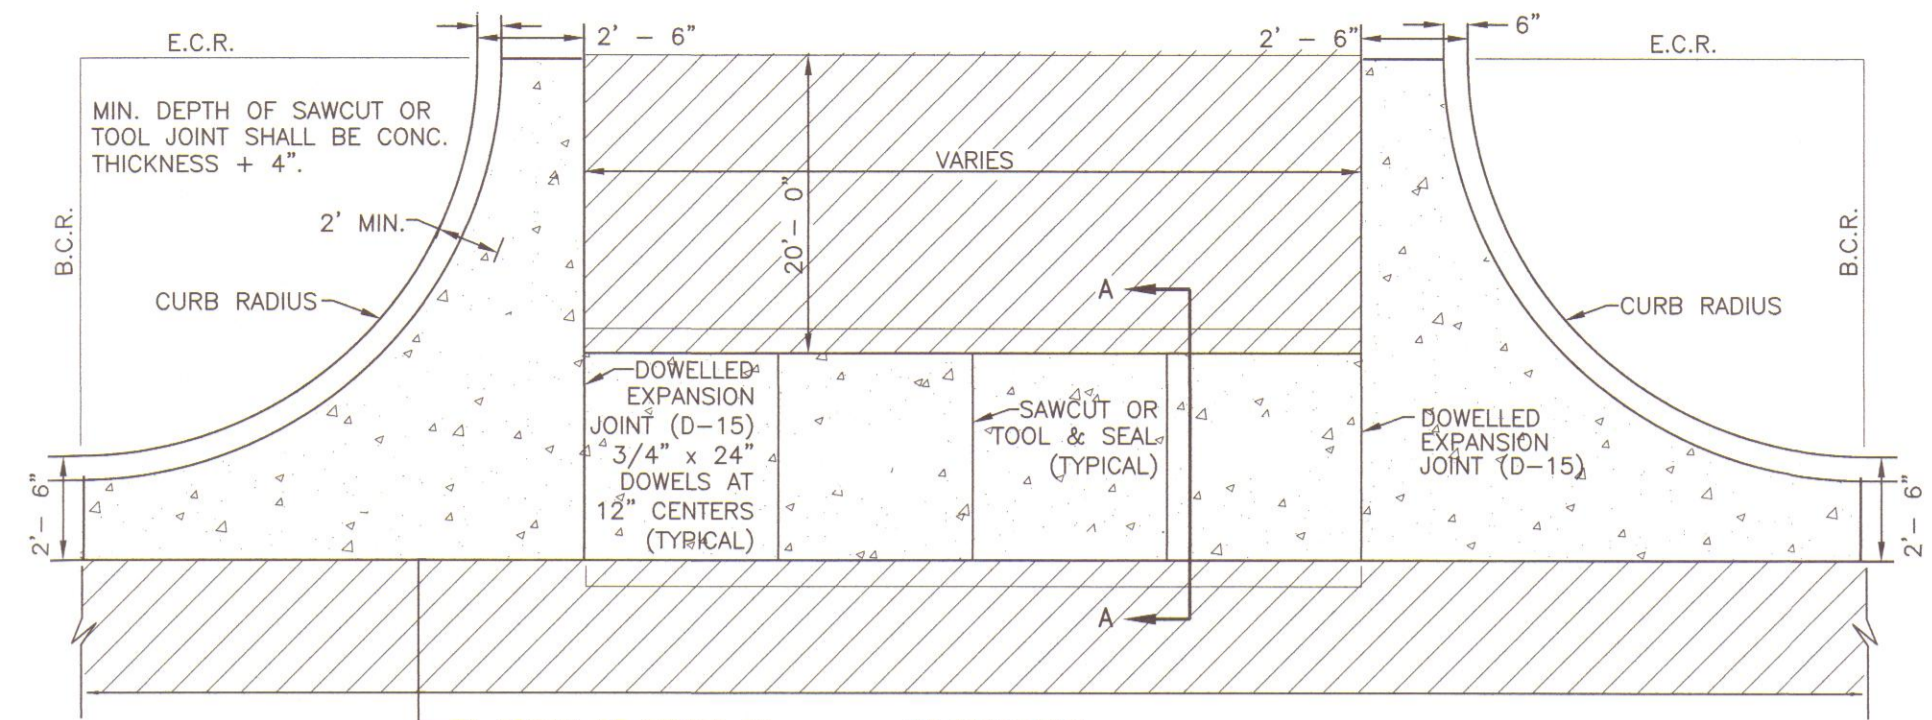 E.C.R.
2' - 6"
2' - 6"
6"
E.C.R.
MIN. DEPTH OF SAWCUT OR
TOOL JOINT SHALL BE CONC.
THICKNESS + 4".
VARIES
20'- 0"
2' MIN.
B.C.R.
B.C.R.
CURB RADIUS
A
CURB RADIUS
DOWELLED
EXPANSION
JOINT (D-15)
3/4" x 24"
DOWELS AT
12" CENTERS
(TYPICAL)
SAWCUT OR
TOOL & SEAL
(TYPICAL)
DOWELLED
EXPANSION
JOINT (D-15)
2'- 6"
2'- 6"
A